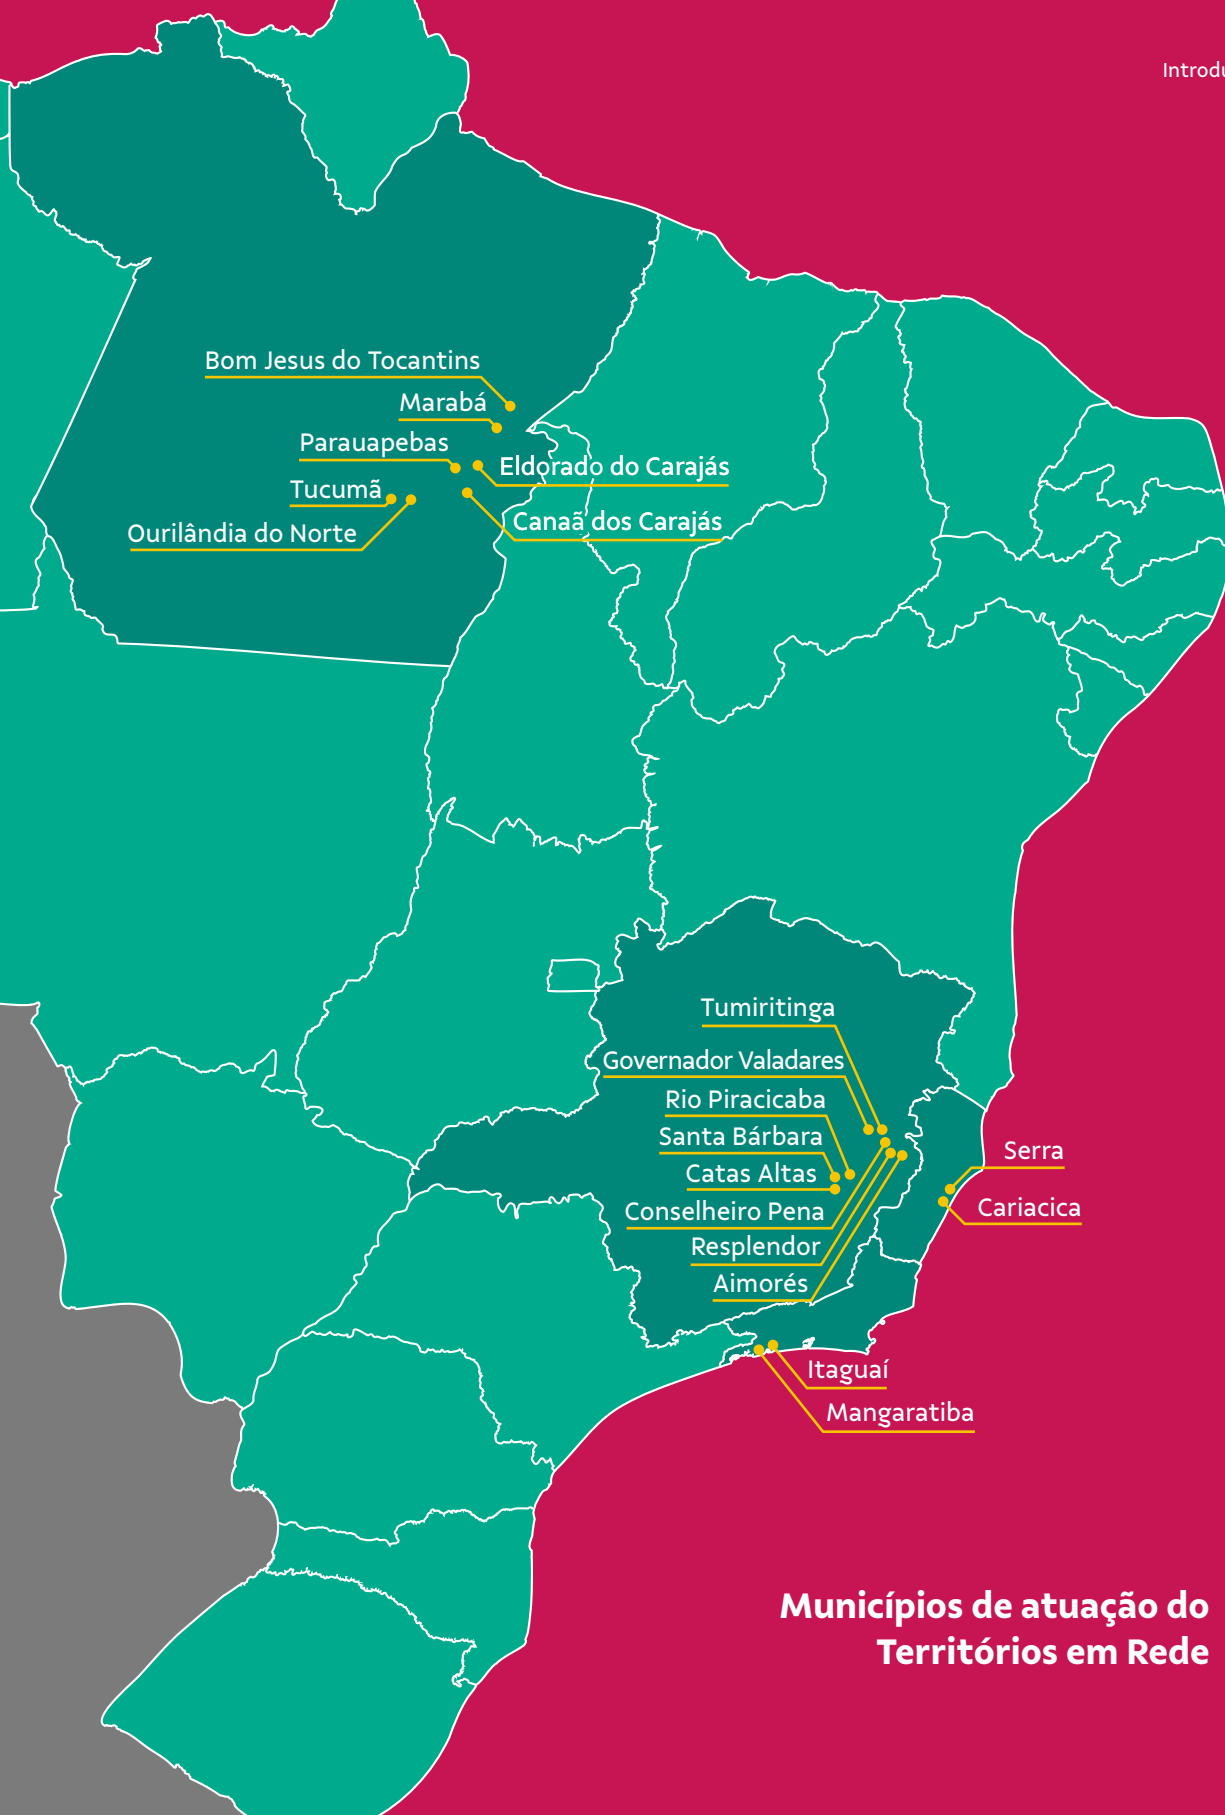 Introdu
Bom Jesus do Tocantins
Marabá
Parauapebas
Eldorado do Carajás
Tucumã
Canaã dos Carajás
Ourilândia do Norte
Tumiritinga
Governador Valadares
Rio Piracicaba
Santa Bárbara
Serra
Catas Altas
Cariacica
Conselheiro Pena
Resplendor
Aimorés
Itaguaí
Mangaratiba
Municípios de atuação do
Territórios em Rede